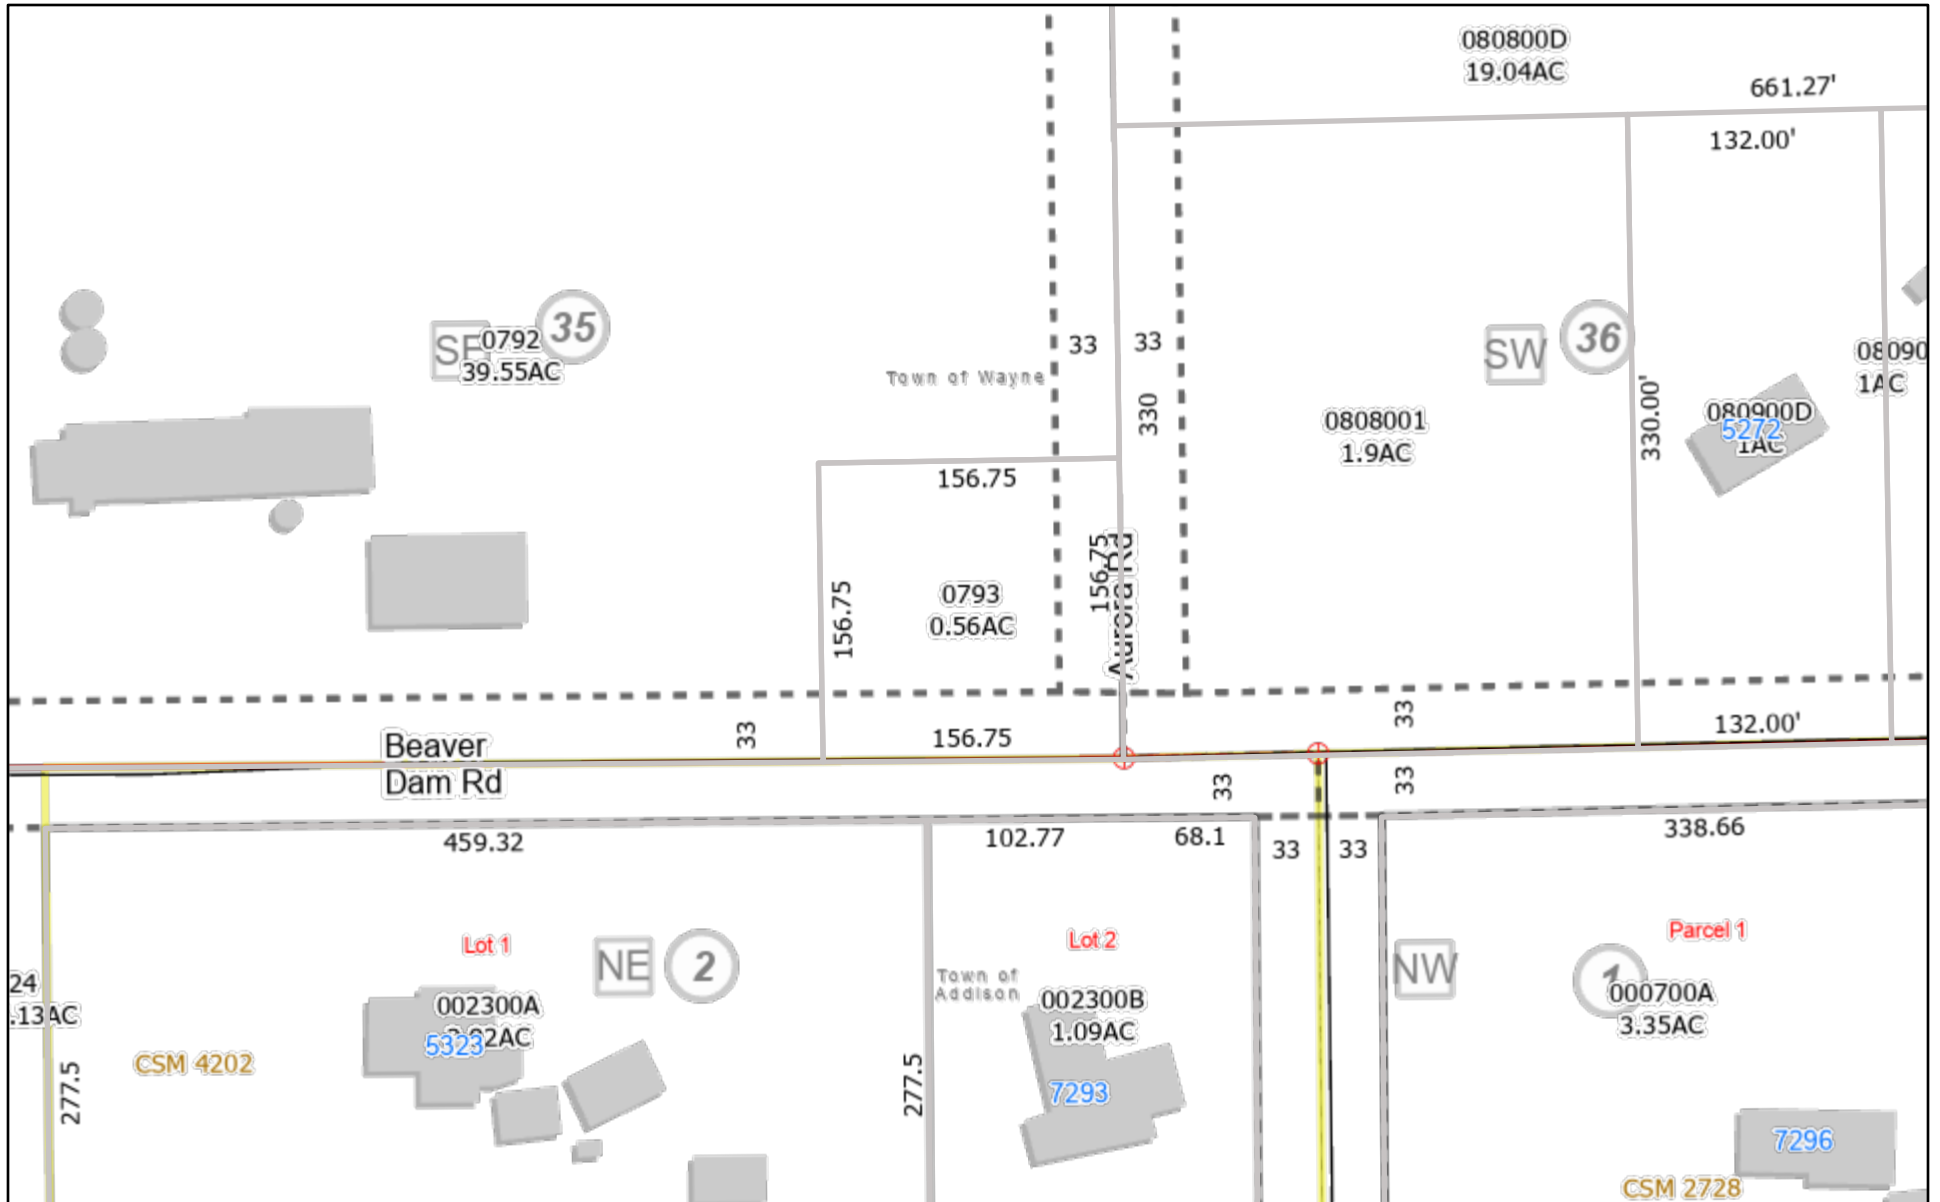 080800D
19.04AC
661.27'
132.00'
35
0792
39.55AC
Town of Wayne
33
33
330
SW
36
0808001
1.9AC
330.00'
080900D
5272
1AC
08090
1AC
156.75
156.75
0793
0.56AC
156.75
Aurora Rd
156.75
33
33
132.00'
Beaver
Dam Rd
33
33
459.32
102.77
68.1
33
33
338.66
Lot 1
NE
2
Lot 2
NW
Parcel 1
1
Town of
Addison
24
.13AC
002300A
5323
002300B
1.09AC
000700A
3.35AC
CSM 4202
277.5
277.5
7293
7296
CSM 2728